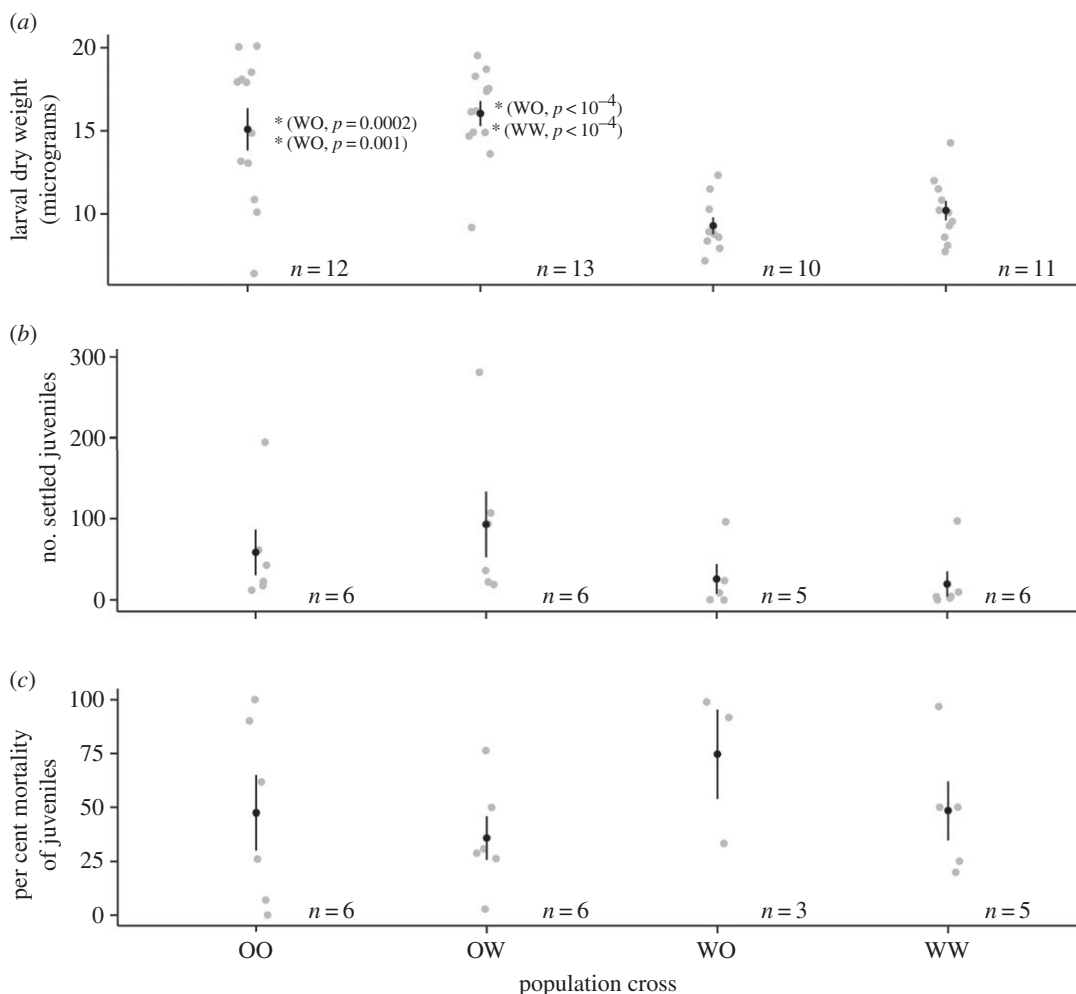 (a)
larval dry weight
(micrograms)
20
15
10
* (WO, p = 0.0002)
* (WO, p = 0.001)
* (WO, p < 10⁻⁴)
* (WW, p < 10⁻⁴)
n = 12
n = 13
n = 10
n = 11
(b)
no. settled juveniles
300
200
100
0
n = 6
n = 6
n = 5
n = 6
(c)
per cent mortality
of juveniles
100
75
50
25
0
n = 6
n = 6
n = 3
n = 5
OO
OW
WO
WW
population cross